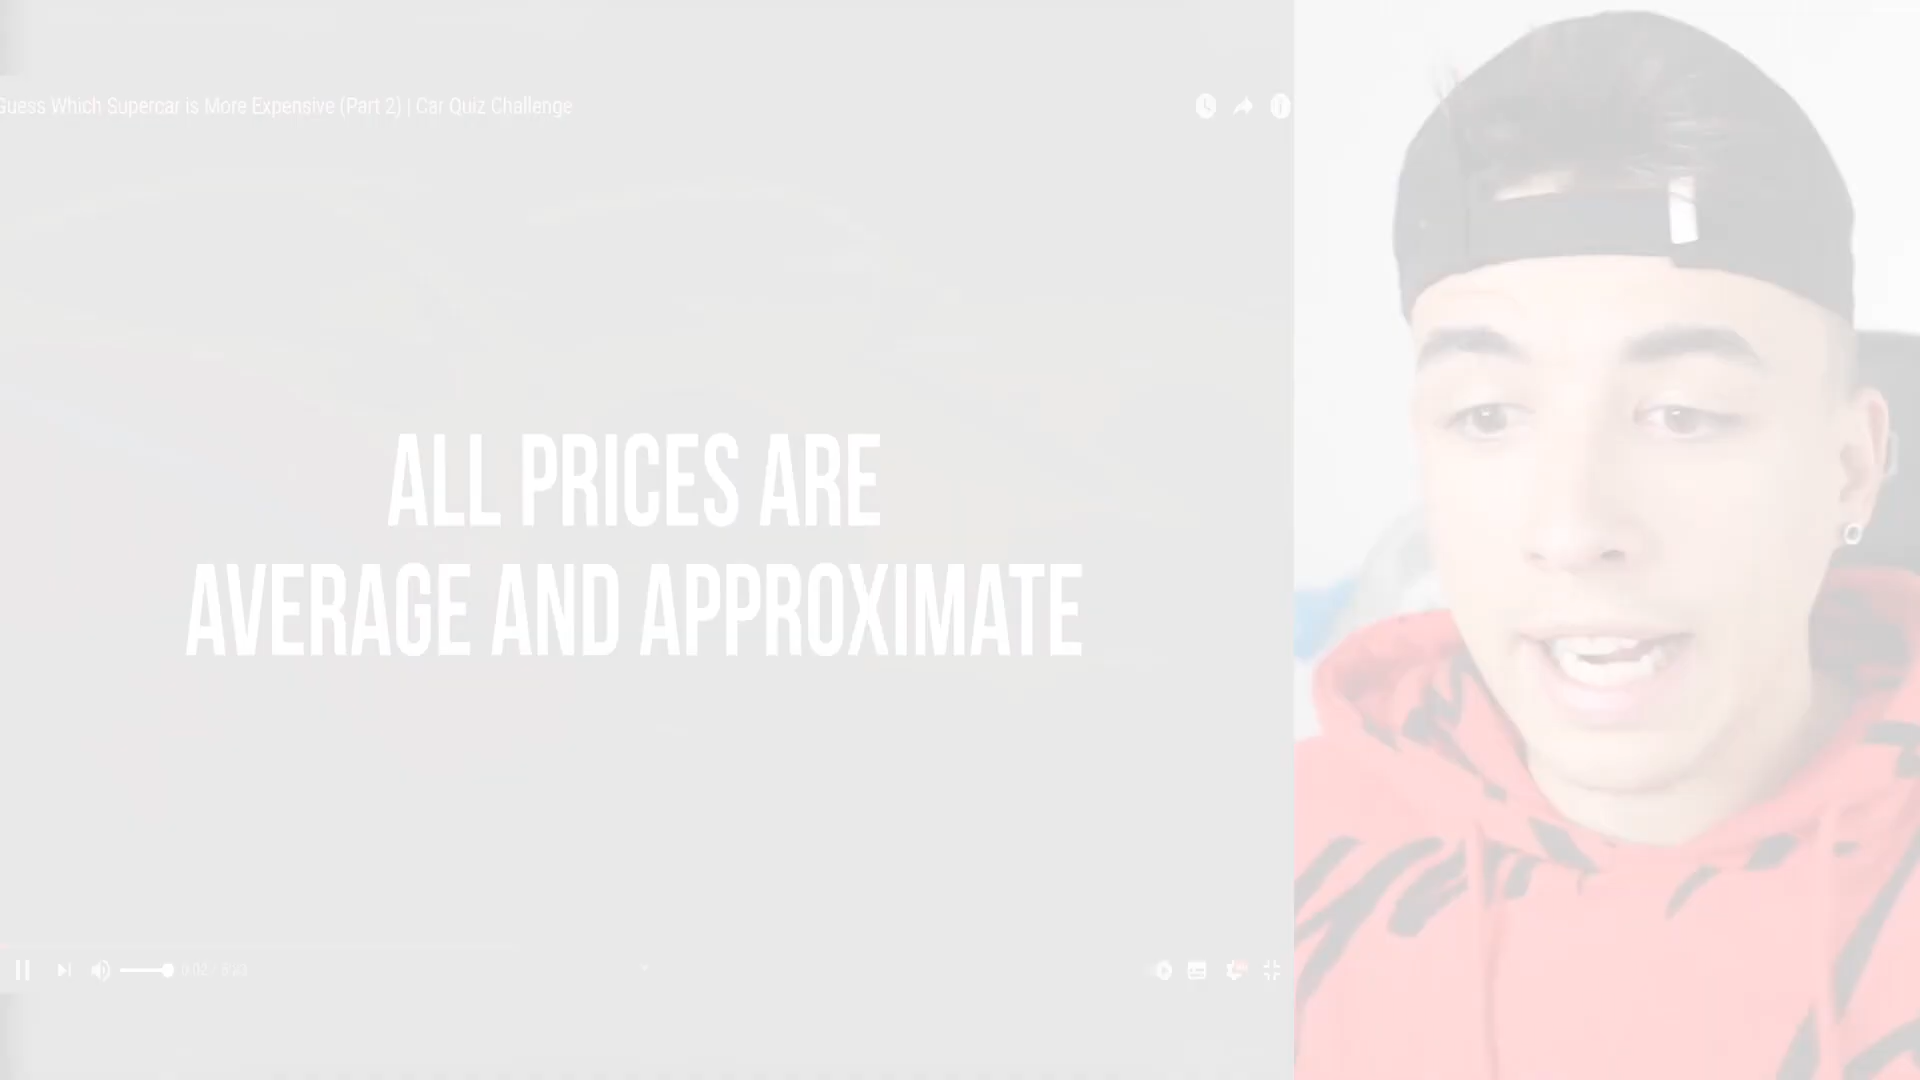 Guess Which Supercar is More Expensive (Part 2) | Car Quiz Challenge
ALL PRICES ARE
AVERAGE AND APPROXIMATE